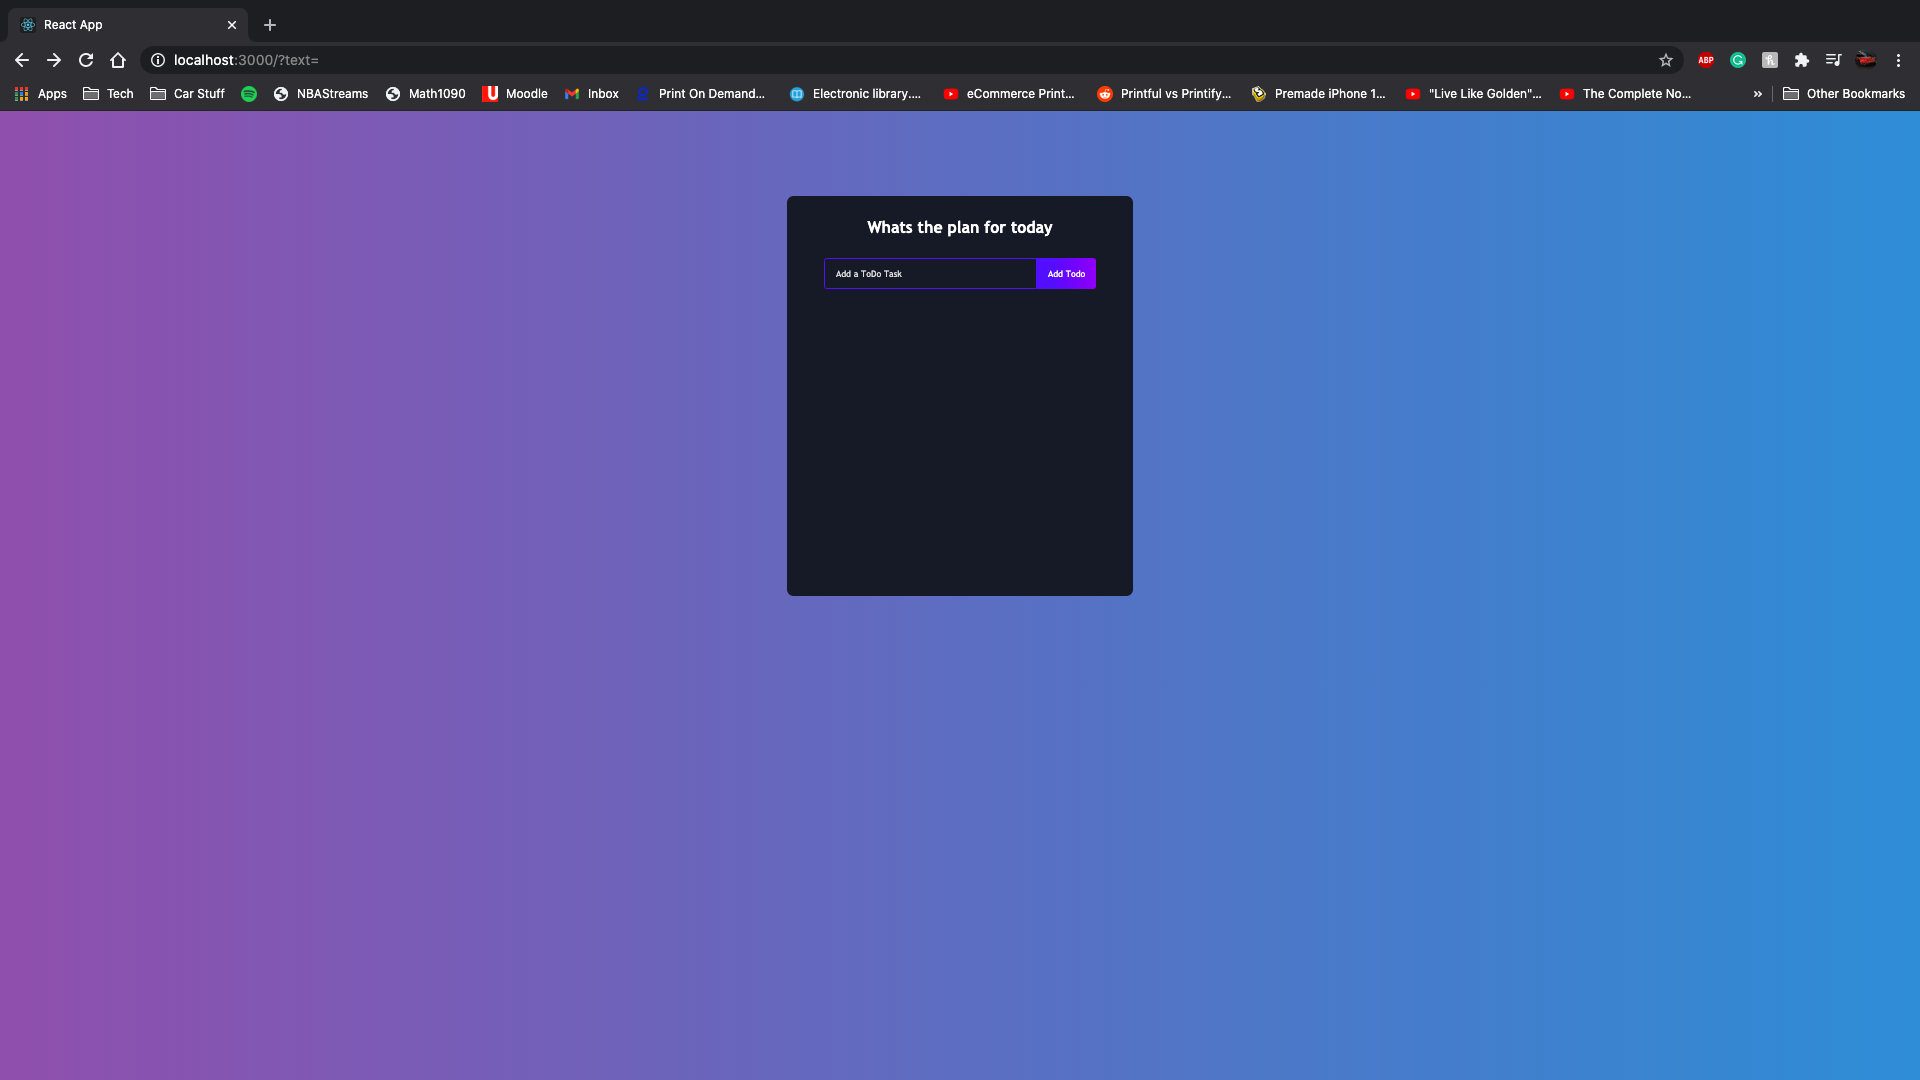 React App
localhost:3000/?text=
Apps Tech Car Stuff NBAStreams Math1090 Moodle Inbox Print On Demand... Electronic library.... eCommerce Print... Printful vs Printify... Premade iPhone 1... "Live Like Golden"... The Complete No... » Other Bookmarks
ABP
Whats the plan for today
Add a ToDo Task Add Todo